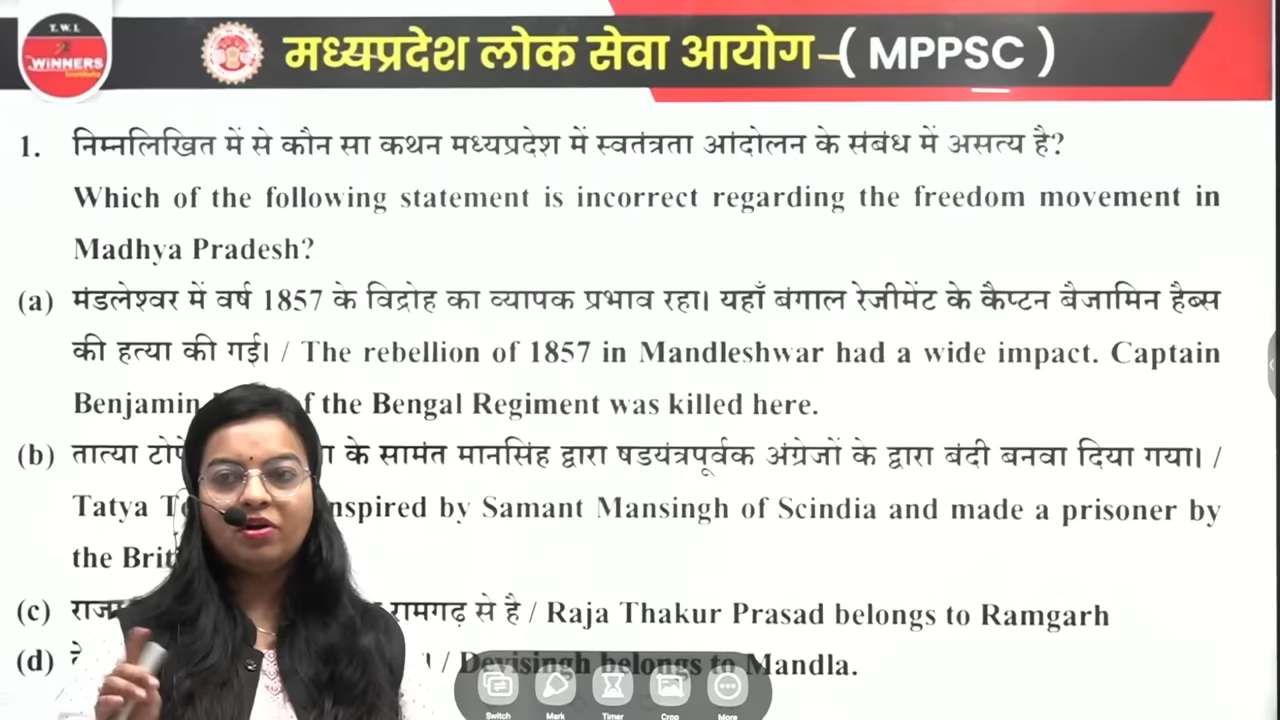 T.W.I.
WINNERS
Institute
मध्यप्रदेश लोक सेवा आयोग – ( MPPSC )
1. निम्नलिखित में से कौन सा कथन मध्यप्रदेश में स्वतंत्रता आंदोलन के संबंध में असत्य है?
Which of the following statement is incorrect regarding the freedom movement in
Madhya Pradesh?
(a) मंडलेश्वर में वर्ष 1857 के विद्रोह का व्यापक प्रभाव रहा। यहाँ बंगाल रेजीमेंट के कैप्टन बैजामिन हैब्स
की हत्या की गई। / The rebellion of 1857 in Mandleshwar had a wide impact. Captain
Benjamin of the Bengal Regiment was killed here.
(b) तात्या टोपे के सामंत मानसिंह द्वारा षडयंत्रपूर्वक अंग्रेजों के द्वारा बंदी बनवा दिया गया। /
Tatya by Samant Mansingh of Scindia and made a prisoner by
the
(c) रामगढ़ से है / Raja Thakur Prasad belongs to Ramgarh
(d) / Devisingh belongs to Mandla.
Switch Mark Timer Crop More